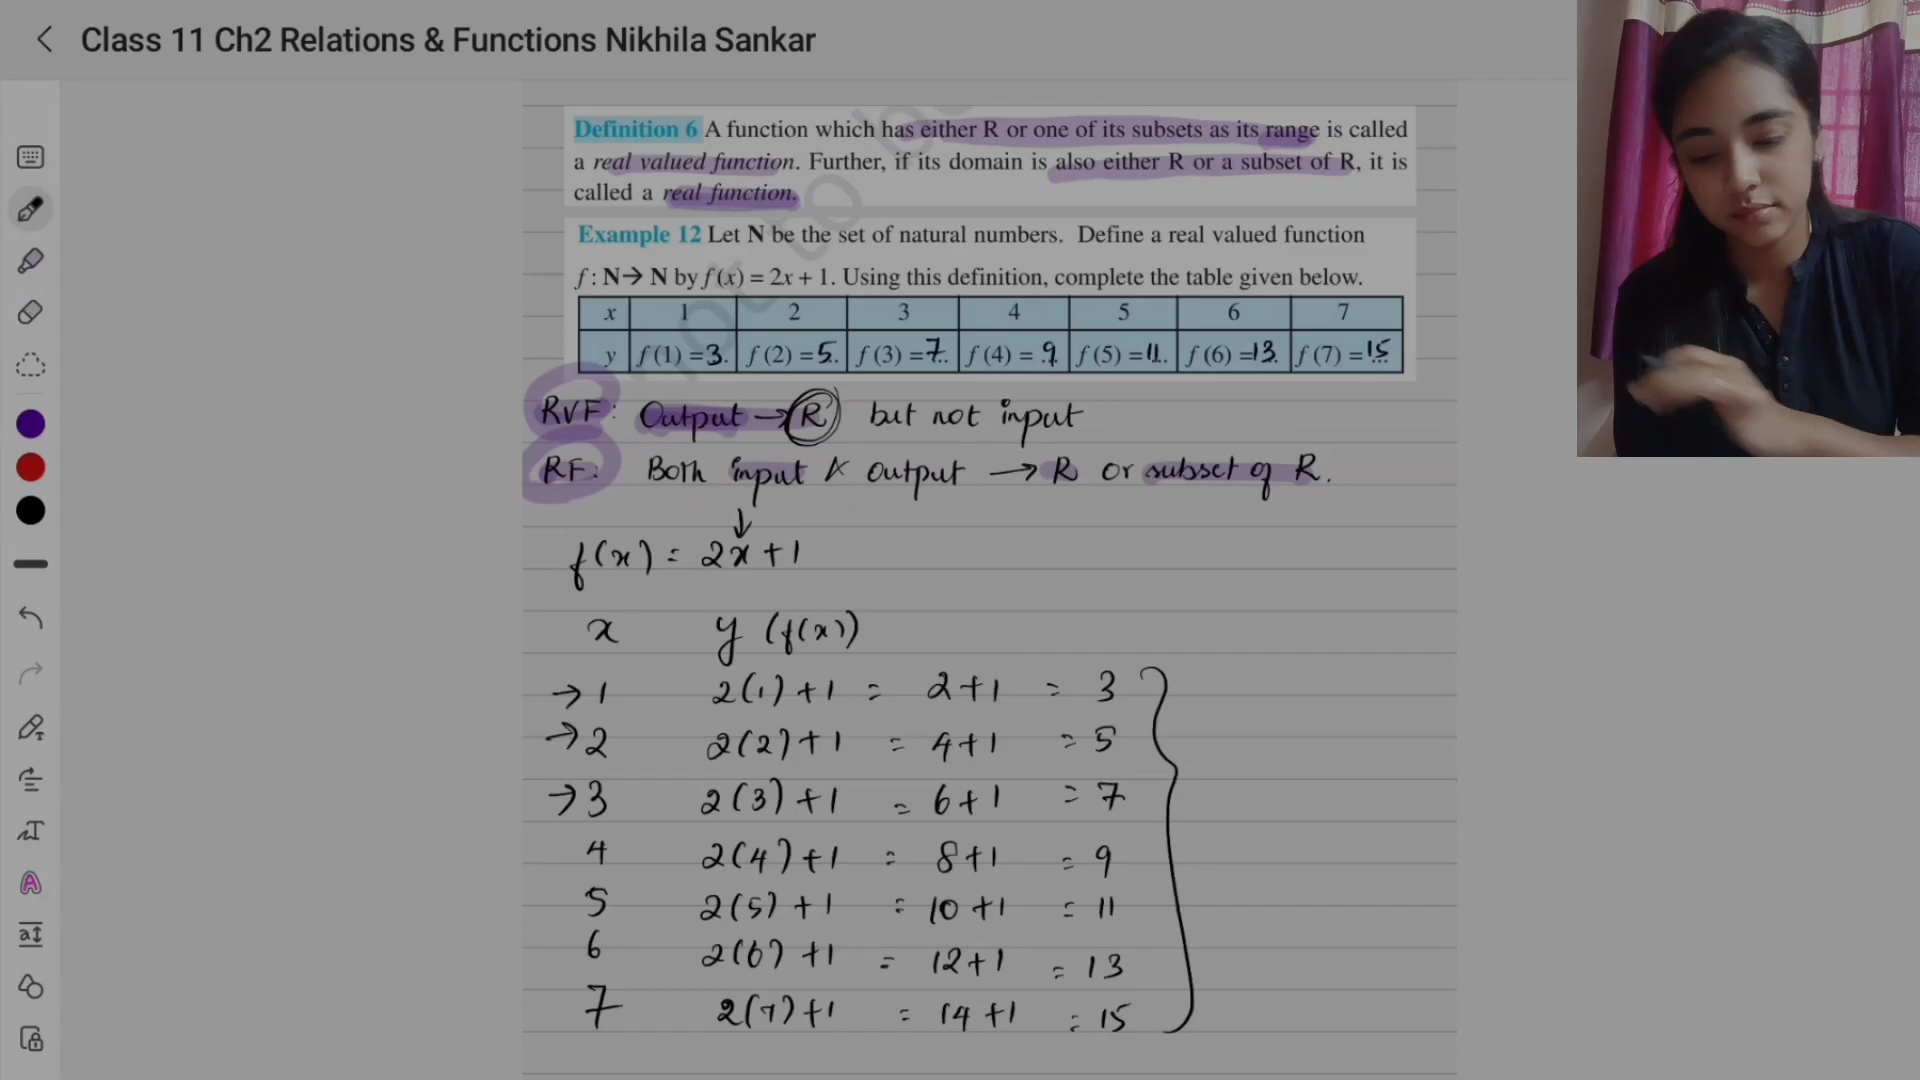 Class 11 Ch2 Relations & Functions Nikhila Sankar
Definition 6 A function which has either R or one of its subsets as its range is called
a real valued function. Further, if its domain is also either R or a subset of R, it is
called a real function.
Example 12 Let N be the set of natural numbers. Define a real valued function
f : N→ N by f (x) = 2x + 1. Using this definition, complete the table given below.
x 1 2 3 4 5 6 7
y f (1) =3. f (2) =5. f (3) =7.. f (4) = 9. f (5) =11. f (6) =13. f (7) =15
RVF: Output → R but not input
RF: Both input & output → R or subset of R.
↓
f(x) = 2x+1
x y (f(x))
→ 1 2(1)+1 = 2+1 = 3
→ 2 2(2)+1 = 4+1 = 5
→ 3 2(3)+1 = 6+1 = 7
4 2(4)+1 = 8+1 = 9
5 2(5)+1 = 10+1 = 11
6 2(6)+1 = 12+1 = 13
7 2(7)+1 = 14+1 = 15